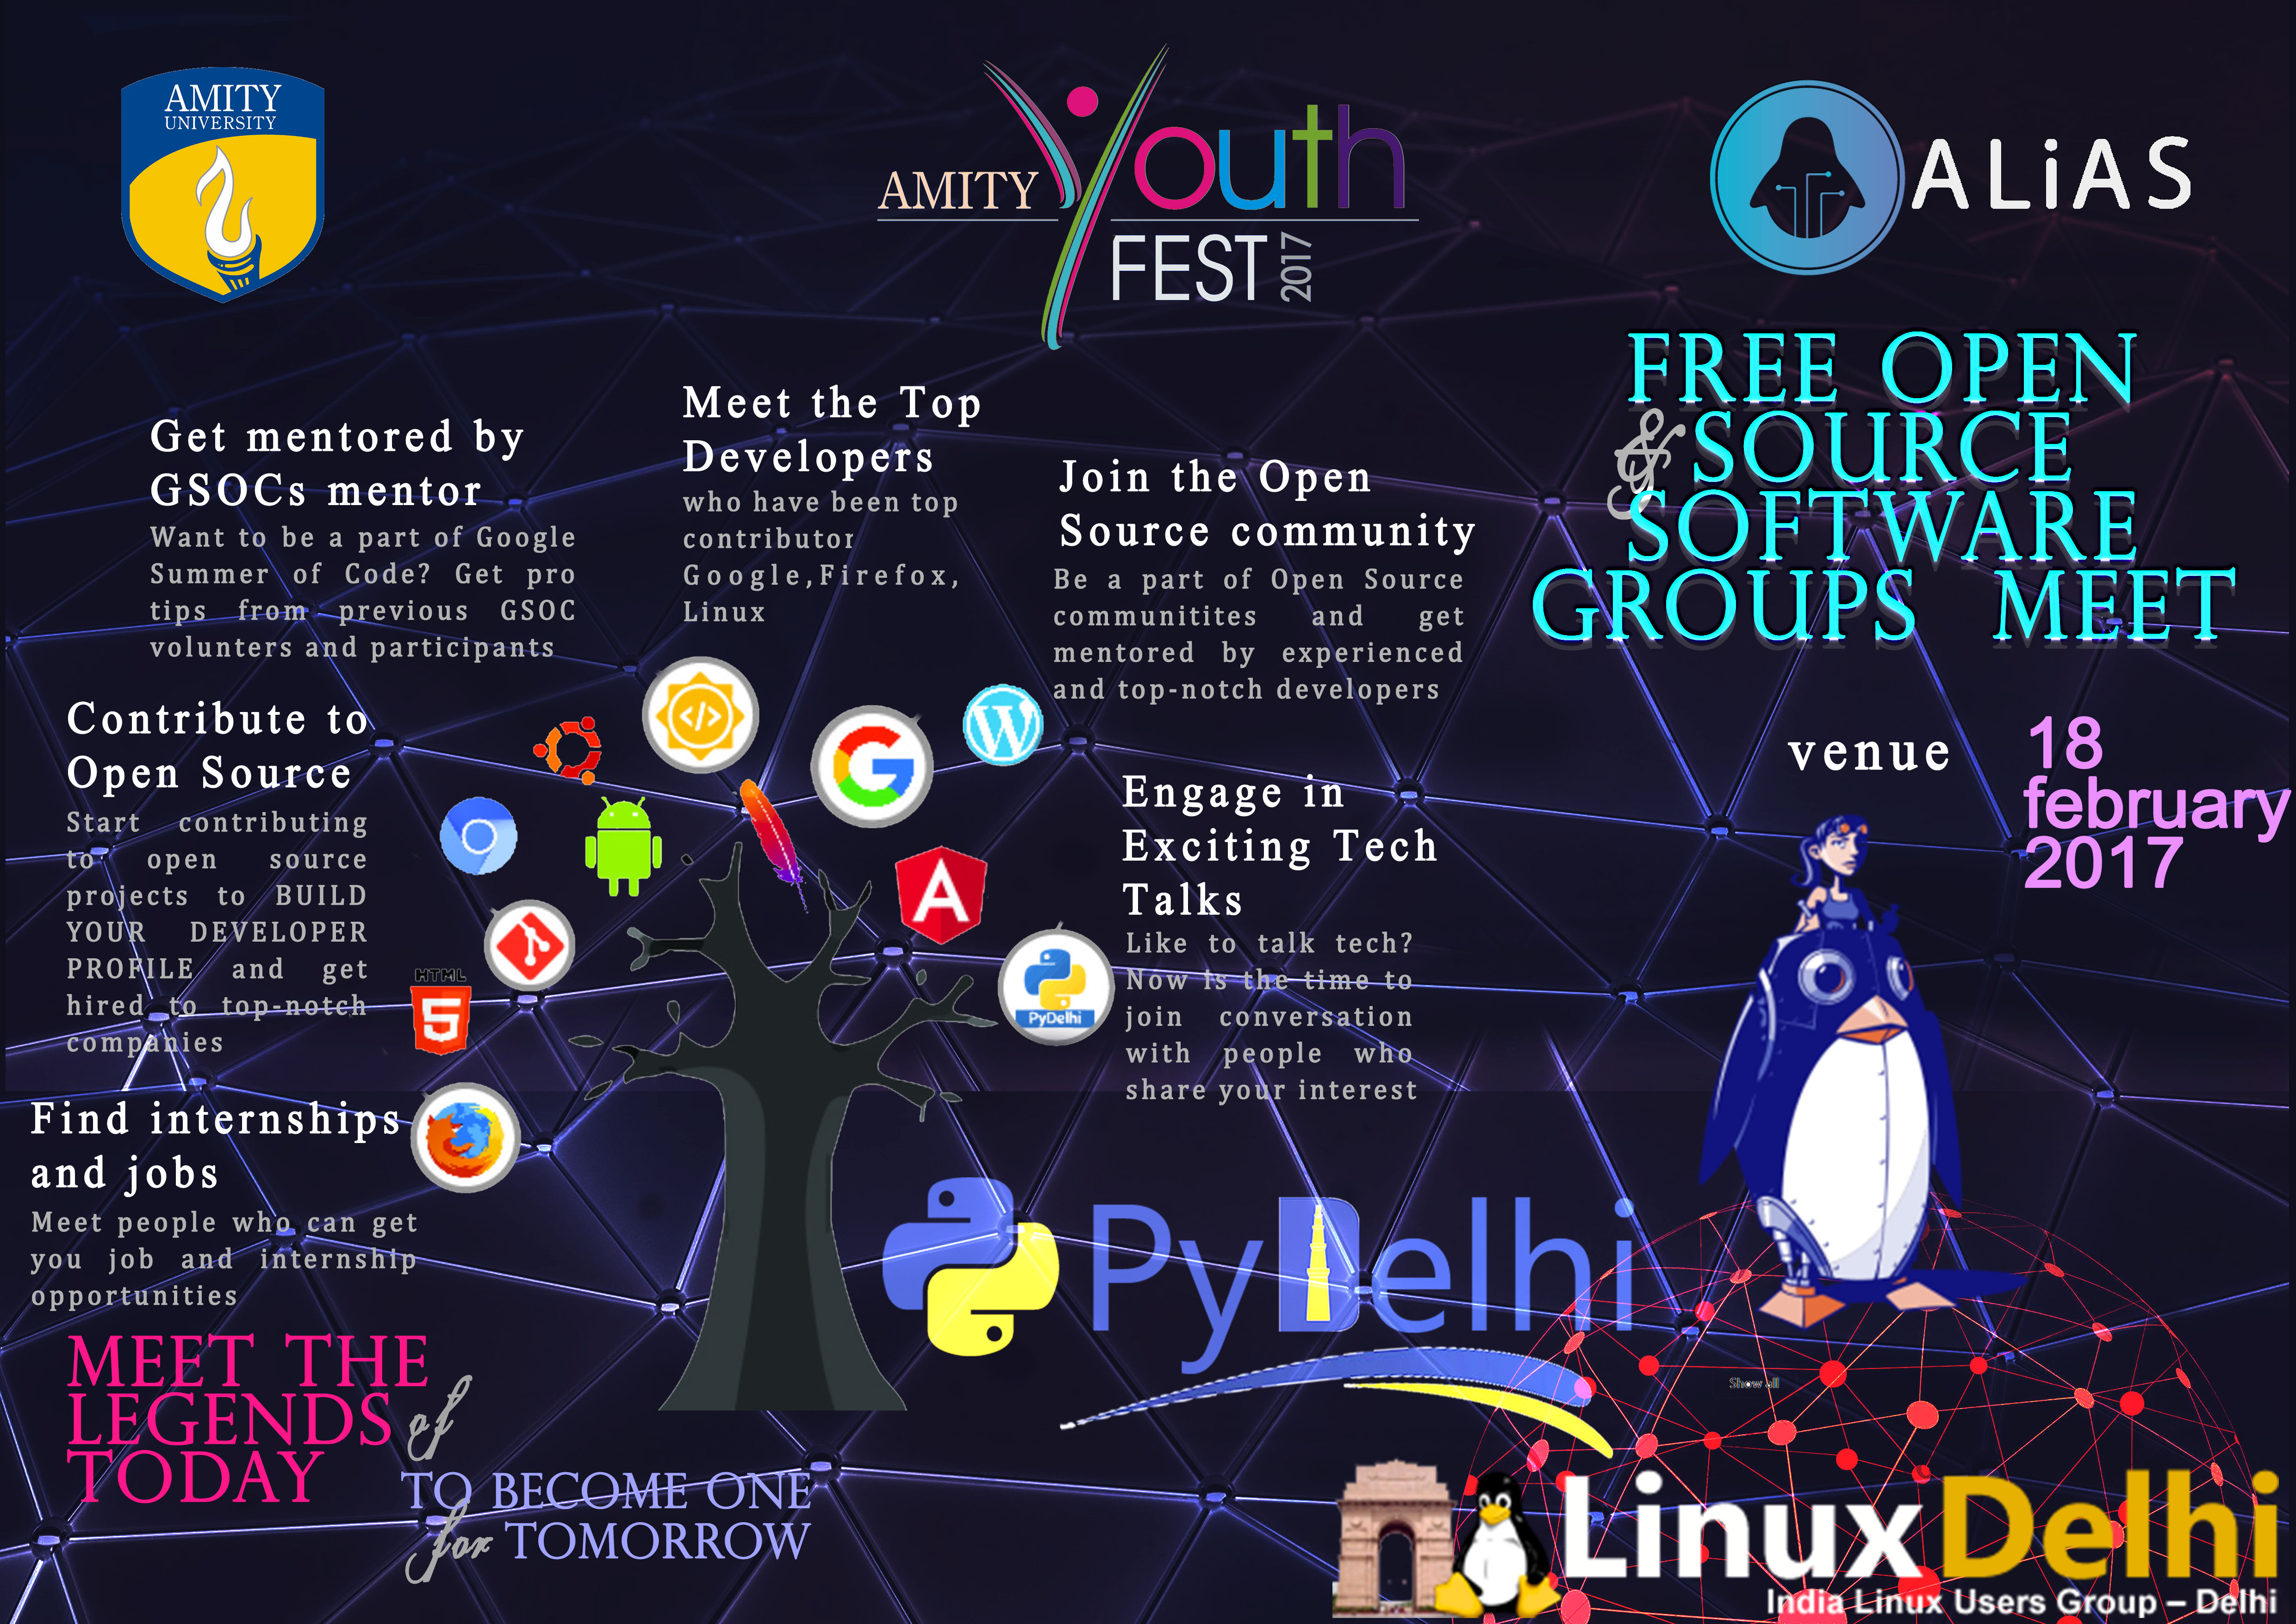 AMITY
UNIVERSITY
AMITY
Youth
FEST 2017
ALiAS
FREE OPEN
& SOURCE
SOFTWARE
GROUPS MEET
Get mentored by
GSOCs mentor
Want to be a part of Google
Summer of Code? Get pro
tips from previous GSOC
volunters and participants
Meet the Top
Developers
who have been top
contributor
Google,Firefox,
Linux
Join the Open
Source community
Be a part of Open Source
communitites and get
mentored by experienced
and top-notch developers
venue
18
february
2017
Contribute to
Open Source
Start contributing
to open source
projects to BUILD
YOUR DEVELOPER
PROFILE and get
hired to top-notch
companies
Engage in
Exciting Tech
Talks
Like to talk tech?
Now is the time to
join conversation
with people who
share your interest
HTML
5
PyDelhi
Find internships
and jobs
Meet people who can get
you job and internship
opportunities
PyDelhi
MEET THE
LEGENDS of
TODAY
TO BECOME ONE
for TOMORROW
Show all
LinuxDelhi
India Linux Users Group – Delhi